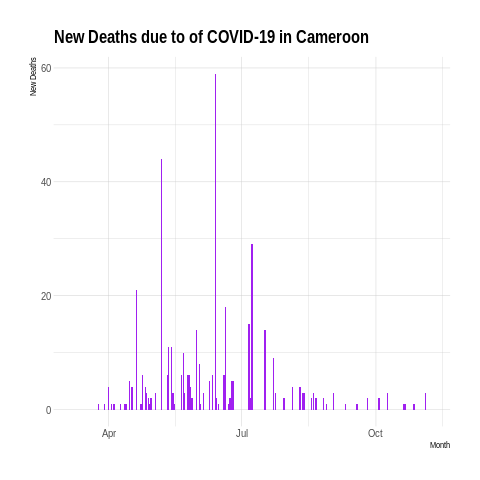 New Deaths due to of COVID-19 in Cameroon
New Deaths
60
40
20
0
Apr
Jul
Oct
Month